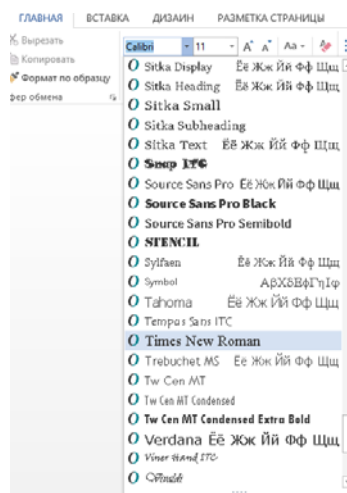 ГЛАВНАЯ ВСТАВКА ДИЗАЙН РАЗМЕТКА СТРАНИЦЫ
Вырезать
Копировать
Формат по образцу
фер обмена
Calibri 11 A A Aa
Sitka Display Ёё Жж Йй Фф Щщ
Sitka Heading Ёё Жж Йй Фф Щщ
Sitka Small
Sitka Subheading
Sitka Text Ёё Жж Йй Фф Щщ
Snap ITC
Source Sans Pro Ёё Жж Йй Фф Щщ
Source Sans Pro Black
Source Sans Pro Semibold
STENCIL
Sylfaen Ёё Жж Йй Фф Щщ
Symbol ΑβΧδΕφΓηΙφ
Tahoma Ёё Жж Йй Фф Щщ
Tempus Sans ITC
Times New Roman
Trebuchet MS Ёё Жж Йй Фф Щщ
Tw Cen MT
Tw Cen MT Condensed
Tw Cen MT Condensed Extra Bold
Verdana Ёё Жж Йй Фф Щщ
Viner Hand ITC
Vivaldi